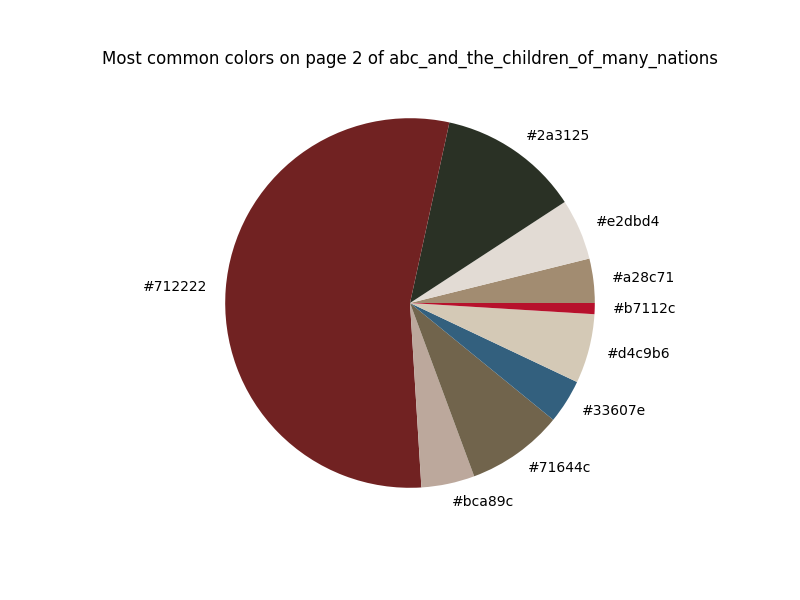 Most common colors on page 2 of abc_and_the_children_of_many_nations
#2a3125
#e2dbd4
#a28c71
#712222
#b7112c
#d4c9b6
#33607e
#71644c
#bca89c